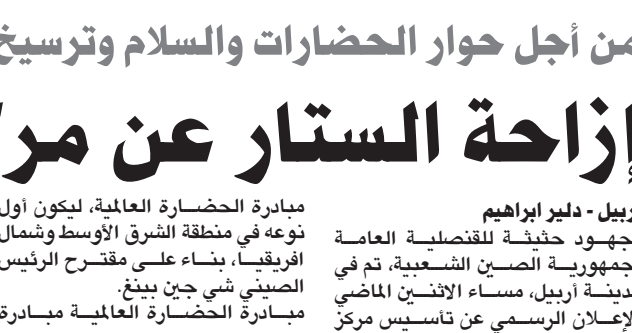 من أجل حوار الحضارات والسلام وترسيخ
إزاحة الستار عن
ربيل - دلير ابراهيم
جهود حثيثة للقنصلية العامة
جمهورية الصين الشعبية، تم في
دينة أربيل، مساء الاثنين الماضي
لإعلان الرسمي عن تأسيس مركز
مبادرة الحضارة العالمية، ليكون أول
نوعه في منطقة الشرق الأوسط وشمال
افريقيا، بناء على مقترح الرئيس
الصيني شي جين بينغ.
مبادرة الحضارة العالمية مبادرة